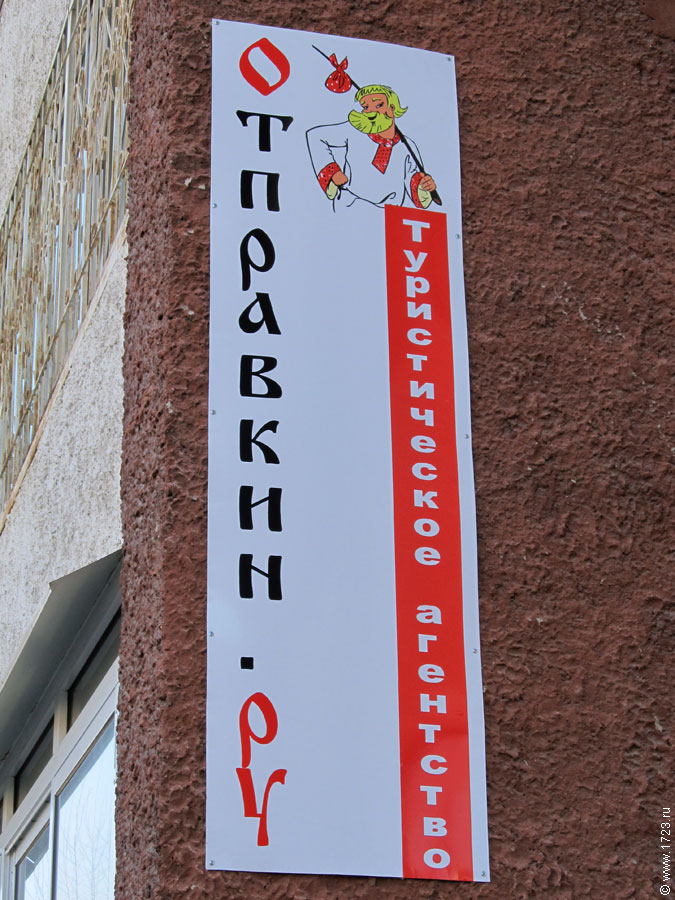 Отправкин.ру
Туристическое агентство
© www.1723.ru